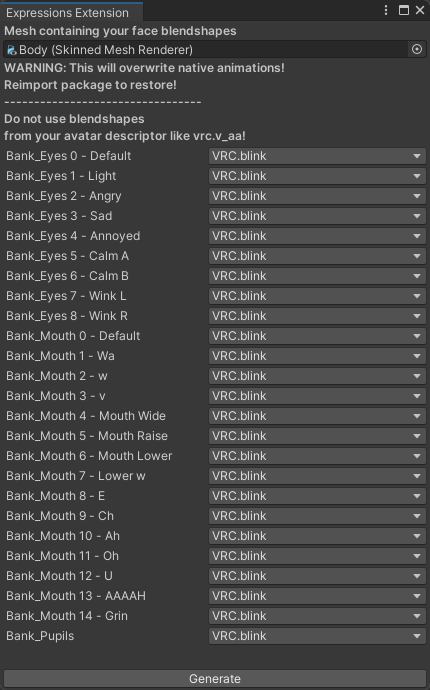 Expressions Extension
Mesh containing your face blendshapes
Body (Skinned Mesh Renderer)
WARNING: This will overwrite native animations!
Reimport package to restore!
---------------------------------
Do not use blendshapes
from your avatar descriptor like vrc.v_aa!
Bank_Eyes 0 - Default VRC.blink
Bank_Eyes 1 - Light VRC.blink
Bank_Eyes 2 - Angry VRC.blink
Bank_Eyes 3 - Sad VRC.blink
Bank_Eyes 4 - Annoyed VRC.blink
Bank_Eyes 5 - Calm A VRC.blink
Bank_Eyes 6 - Calm B VRC.blink
Bank_Eyes 7 - Wink L VRC.blink
Bank_Eyes 8 - Wink R VRC.blink
Bank_Mouth 0 - Default VRC.blink
Bank_Mouth 1 - Wa VRC.blink
Bank_Mouth 2 - w VRC.blink
Bank_Mouth 3 - v VRC.blink
Bank_Mouth 4 - Mouth Wide VRC.blink
Bank_Mouth 5 - Mouth Raise VRC.blink
Bank_Mouth 6 - Mouth Lower VRC.blink
Bank_Mouth 7 - Lower w VRC.blink
Bank_Mouth 8 - E VRC.blink
Bank_Mouth 9 - Ch VRC.blink
Bank_Mouth 10 - Ah VRC.blink
Bank_Mouth 11 - Oh VRC.blink
Bank_Mouth 12 - U VRC.blink
Bank_Mouth 13 - AAAAH VRC.blink
Bank_Mouth 14 - Grin VRC.blink
Bank_Pupils VRC.blink
Generate